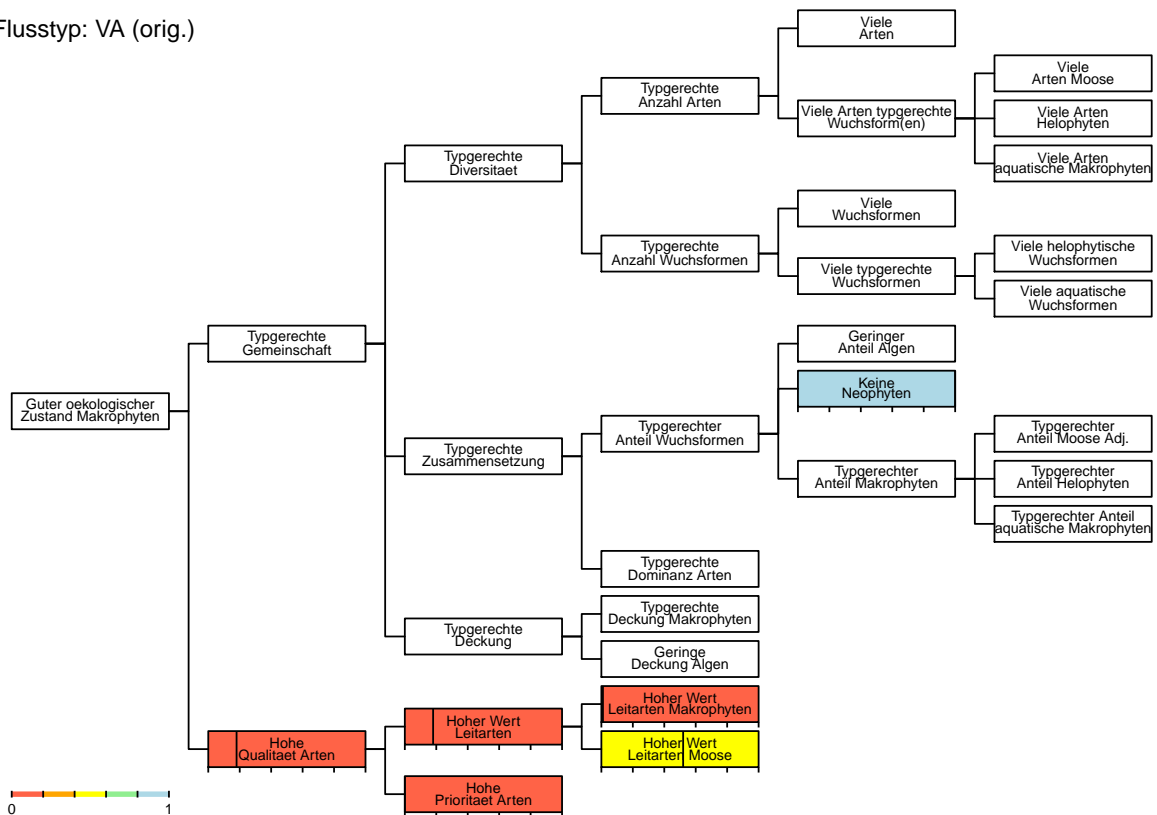 Flusstyp: VA (orig.)
Viele
Arten
Typgerechte
Anzahl Arten
Viele
Arten Moose
Viele Arten typgerechte
Wuchsform(en)
Viele Arten
Helophyten
Viele Arten
aquatische Makrophyten
Typgerechte
Diversitaet
Viele
Wuchsformen
Typgerechte
Anzahl Wuchsformen
Viele helophytische
Wuchsformen
Viele typgerechte
Wuchsformen
Viele aquatische
Wuchsformen
Typgerechte
Gemeinschaft
Geringer
Anteil Algen
Keine
Neophyten
Guter oekologischer
Zustand Makrophyten
Typgerechte
Zusammensetzung
Typgerechter
Anteil Wuchsformen
Typgerechter
Anteil Moose Adj.
Typgerechter
Anteil Makrophyten
Typgerechter
Anteil Helophyten
Typgerechter Anteil
aquatische Makrophyten
Typgerechte
Dominanz Arten
Typgerechte
Deckung
Typgerechte
Deckung Makrophyten
Geringe
Deckung Algen
Hohe
Qualitaet Arten
Hoher Wert
Leitarten
Hoher Wert
Leitarten Makrophyten
Hoher Wert
Leitarten Moose
Hohe
Prioritaet Arten
0 1